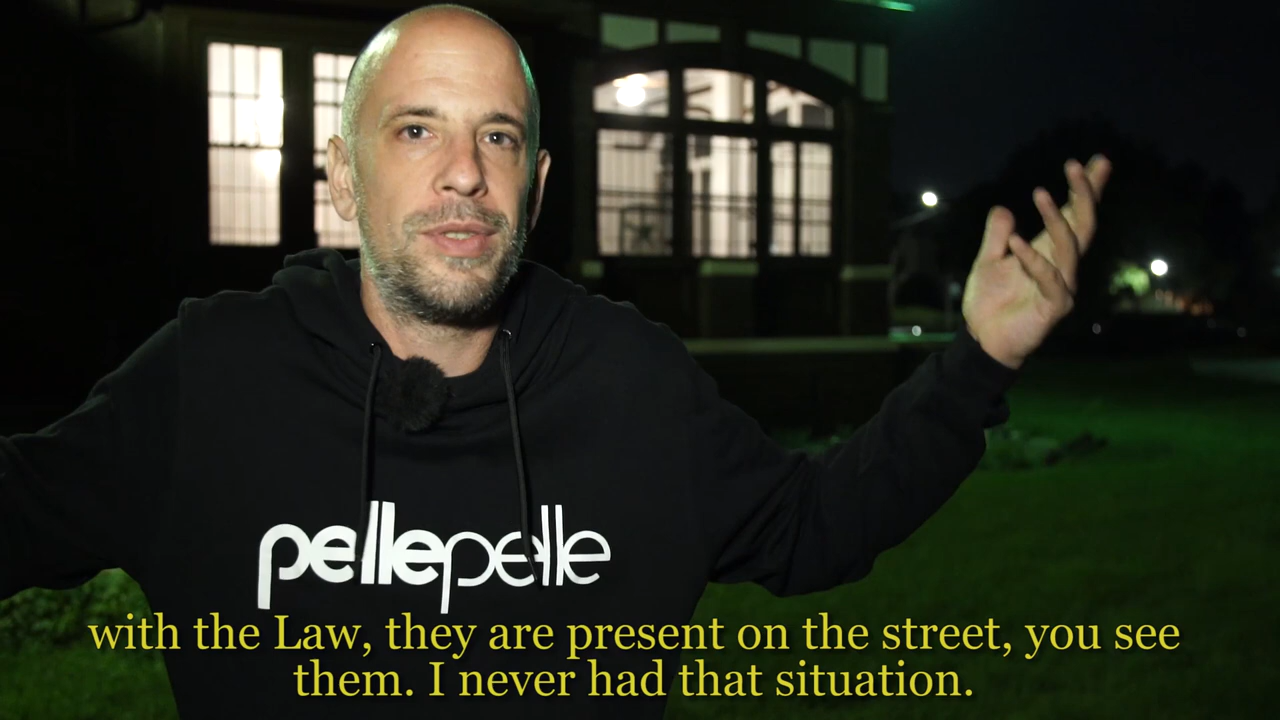 pellepelle
with the Law, they are present on the street, you see
them. I never had that situation.